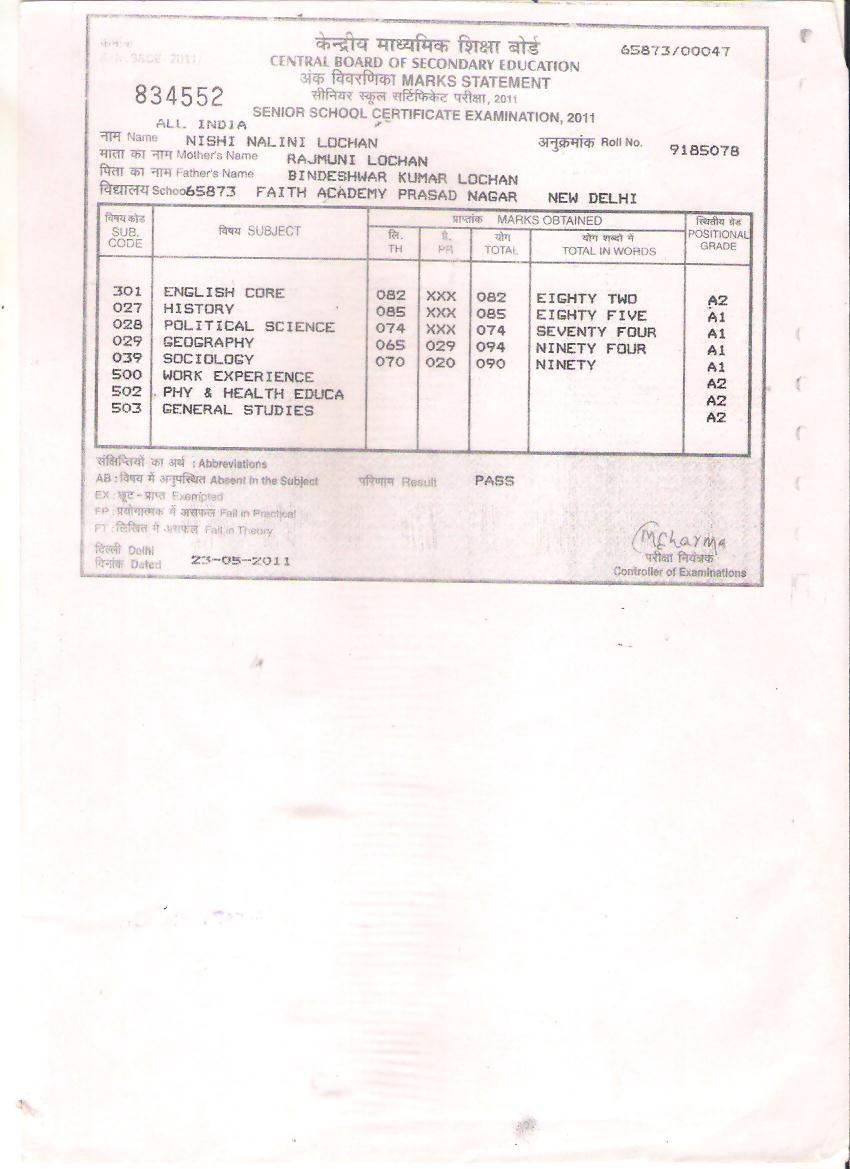 केन्द्रीय माध्यमिक शिक्षा बोर्ड 65873/00047
CENTRAL BOARD OF SECONDARY EDUCATION
अंक विवरणिका MARKS STATEMENT
834552 सीनियर स्कूल सर्टिफिकेट परीक्षा, 2011
SENIOR SCHOOL CERTIFICATE EXAMINATION, 2011
ALL INDIA
नाम Name NISHI NALINI LOCHAN अनुक्रमांक Roll No. 9185078
माता का नाम Mother's Name RAJMUNI LOCHAN
पिता का नाम Father's Name BINDESHWAR KUMAR LOCHAN
विद्यालय School 65873 FAITH ACADEMY PRASAD NAGAR NEW DELHI
विषय कोड SUB. CODE विषय SUBJECT प्राप्तांक MARKS OBTAINED स्थितीय ग्रेड POSITIONAL GRADE
लि. TH प्रै. PR योग TOTAL योग शब्दो में TOTAL IN WORDS
301 ENGLISH CORE 082 XXX 082 EIGHTY TWO A2
027 HISTORY 085 XXX 085 EIGHTY FIVE A1
028 POLITICAL SCIENCE 074 XXX 074 SEVENTY FOUR A1
029 GEOGRAPHY 065 029 094 NINETY FOUR A1
039 SOCIOLOGY 070 020 090 NINETY A1
500 WORK EXPERIENCE A2
502 PHY & HEALTH EDUCA A2
503 GENERAL STUDIES A2
संक्षिप्तियों का अर्थ : Abbreviations
AB : विषय में अनुपस्थित Absent in the Subject परिणाम Result PASS
EX : छूट - प्राप्त Exempted
FP : प्रयोगात्मक में असफल Fail in Practical
FT : लिखित में असफल Fail in Theory
दिल्ली Delhi
दिनांक Dated 23-05-2011
MSharma
परीक्षा नियंत्रक
Controller of Examinations